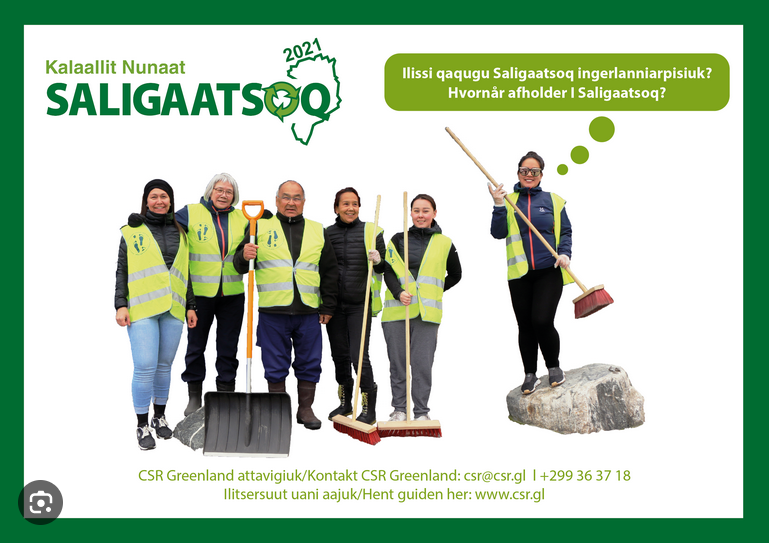 Kalaallit Nunaat
2021
SALIGAATSOQ
Ilissi qaqugu Saligaatsoq ingerlanniarpisiuk?
Hvornår afholder I Saligaatsoq?
CSR Greenland attavigiuk/Kontakt CSR Greenland: csr@csr.gl I +299 36 37 18
Ilitsersuut uani aajuk/Hent guiden her: www.csr.gl